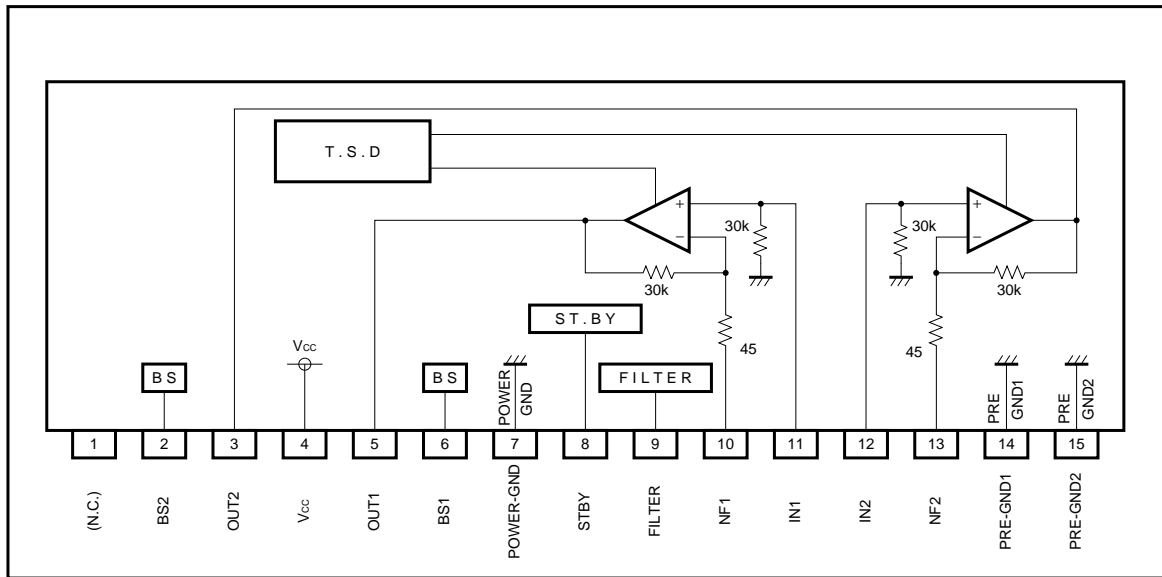 T.S.D
+
−
30k
30k
45
+
−
30k
30k
45
ST.BY
Vcc
BS
BS
POWER
GND
FILTER
PRE
GND1
PRE
GND2
1
2
3
4
5
6
7
8
9
10
11
12
13
14
15
(N.C.)
BS2
OUT2
Vcc
OUT1
BS1
POWER-GND
STBY
FILTER
NF1
IN1
IN2
NF2
PRE-GND1
PRE-GND2